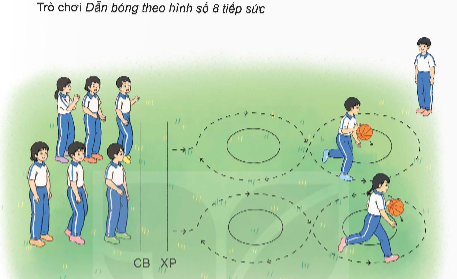 Trò chơi Dẫn bóng theo hình số 8 tiếp sức
CB XP